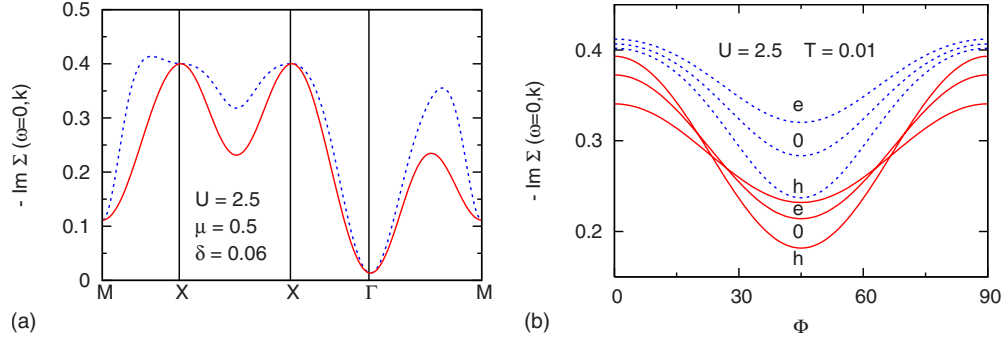 0.5
0.4
0.3
0.2
0.1
0
- Im Σ (ω=0,k)
U = 2.5
μ = 0.5
δ = 0.06
M X X Γ M
(a)
0.4
0.3
0.2
- Im Σ (ω=0,k)
U = 2.5 T = 0.01
e
0
h
e
0
h
0 30 60 90
Φ
(b)